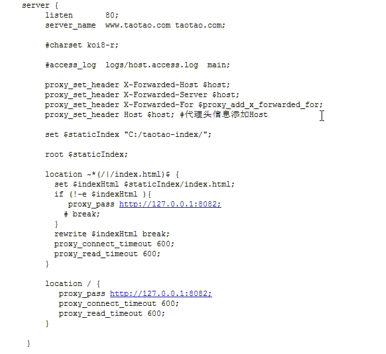 server {
listen 80;
server_name www.taotao.com taotao.com;
#charset koi8-r;
#access_log logs/host.access.log main;
proxy_set_header X-Forwarded-Host $host;
proxy_set_header X-Forwarded-Server $host;
proxy_set_header X-Forwarded-For $proxy_add_x_forwarded_for;
proxy_set_header Host $host; #代理头信息添加Host
set $staticIndex "C:/taotao-index/";
root $staticIndex;
location ~*(/|/index.html)$ {
set $indexHtml $staticIndex/index.html;
if (!-e $indexHtml ){
proxy_pass http://127.0.0.1:8082;
# break;
}
rewrite $indexHtml break;
proxy_connect_timeout 600;
proxy_read_timeout 600;
}
location / {
proxy_pass http://127.0.0.1:8082;
proxy_connect_timeout 600;
proxy_read_timeout 600;
}
}